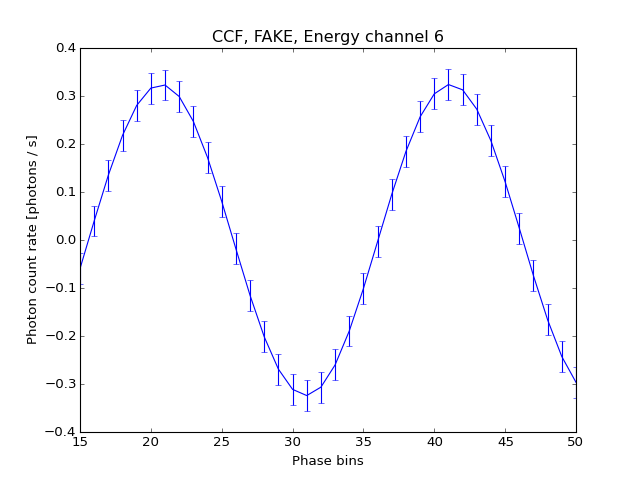 CCF, FAKE, Energy channel 6
Photon count rate [photons / s]
0.4
0.3
0.2
0.1
0.0
−0.1
−0.2
−0.3
−0.4
15 20 25 30 35 40 45 50
Phase bins